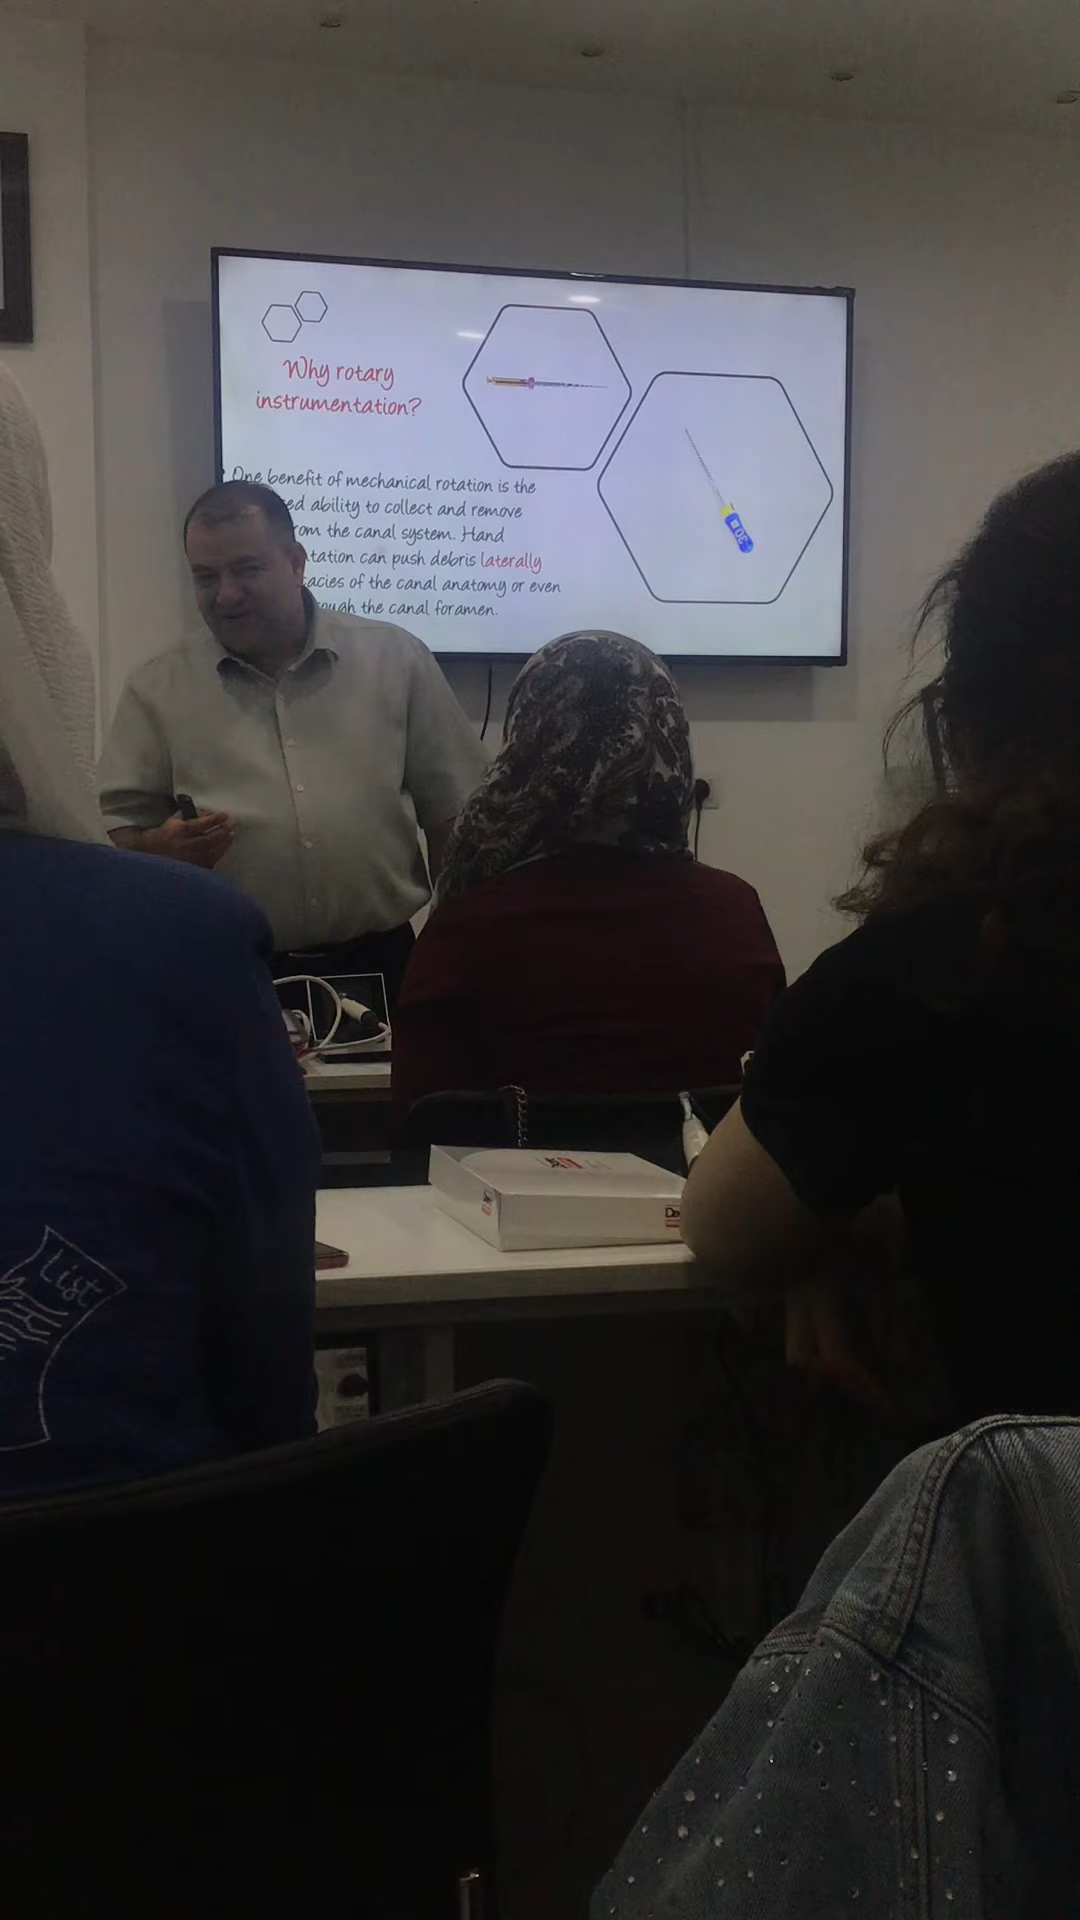 Why rotary
instrumentation?
One benefit of mechanical rotation is the
ability to collect and remove
the canal system. Hand
can push debris laterally
of the canal anatomy or even
the canal foramen.
30
List